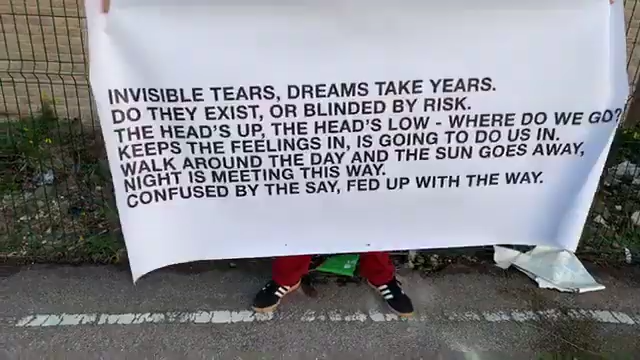 INVISIBLE TEARS, DREAMS TAKE YEARS.
DO THEY EXIST, OR BLINDED BY RISK.
THE HEAD'S UP, THE HEAD'S LOW - WHERE DO WE GO?
KEEPS THE FEELINGS IN, IS GOING TO DO US IN.
WALK AROUND THE DAY AND THE SUN GOES AWAY,
NIGHT IS MEETING THIS WAY.
CONFUSED BY THE SAY, FED UP WITH THE WAY.